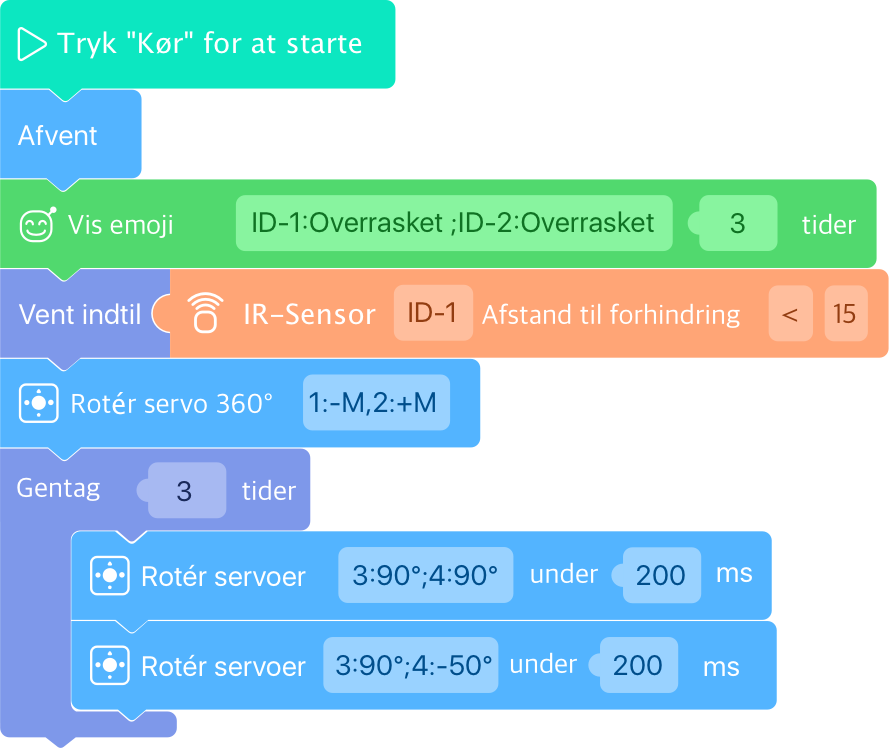 Tryk "Kør" for at starte
Afvent
Vis emoji ID-1:Overrasket ;ID-2:Overrasket 3 tider
Vent indtil IR-Sensor ID-1 Afstand til forhindring < 15
Rotér servo 360° 1:-M,2:+M
Gentag 3 tider
Rotér servoer 3:90°;4:90° under 200 ms
Rotér servoer 3:90°;4:-50° under 200 ms